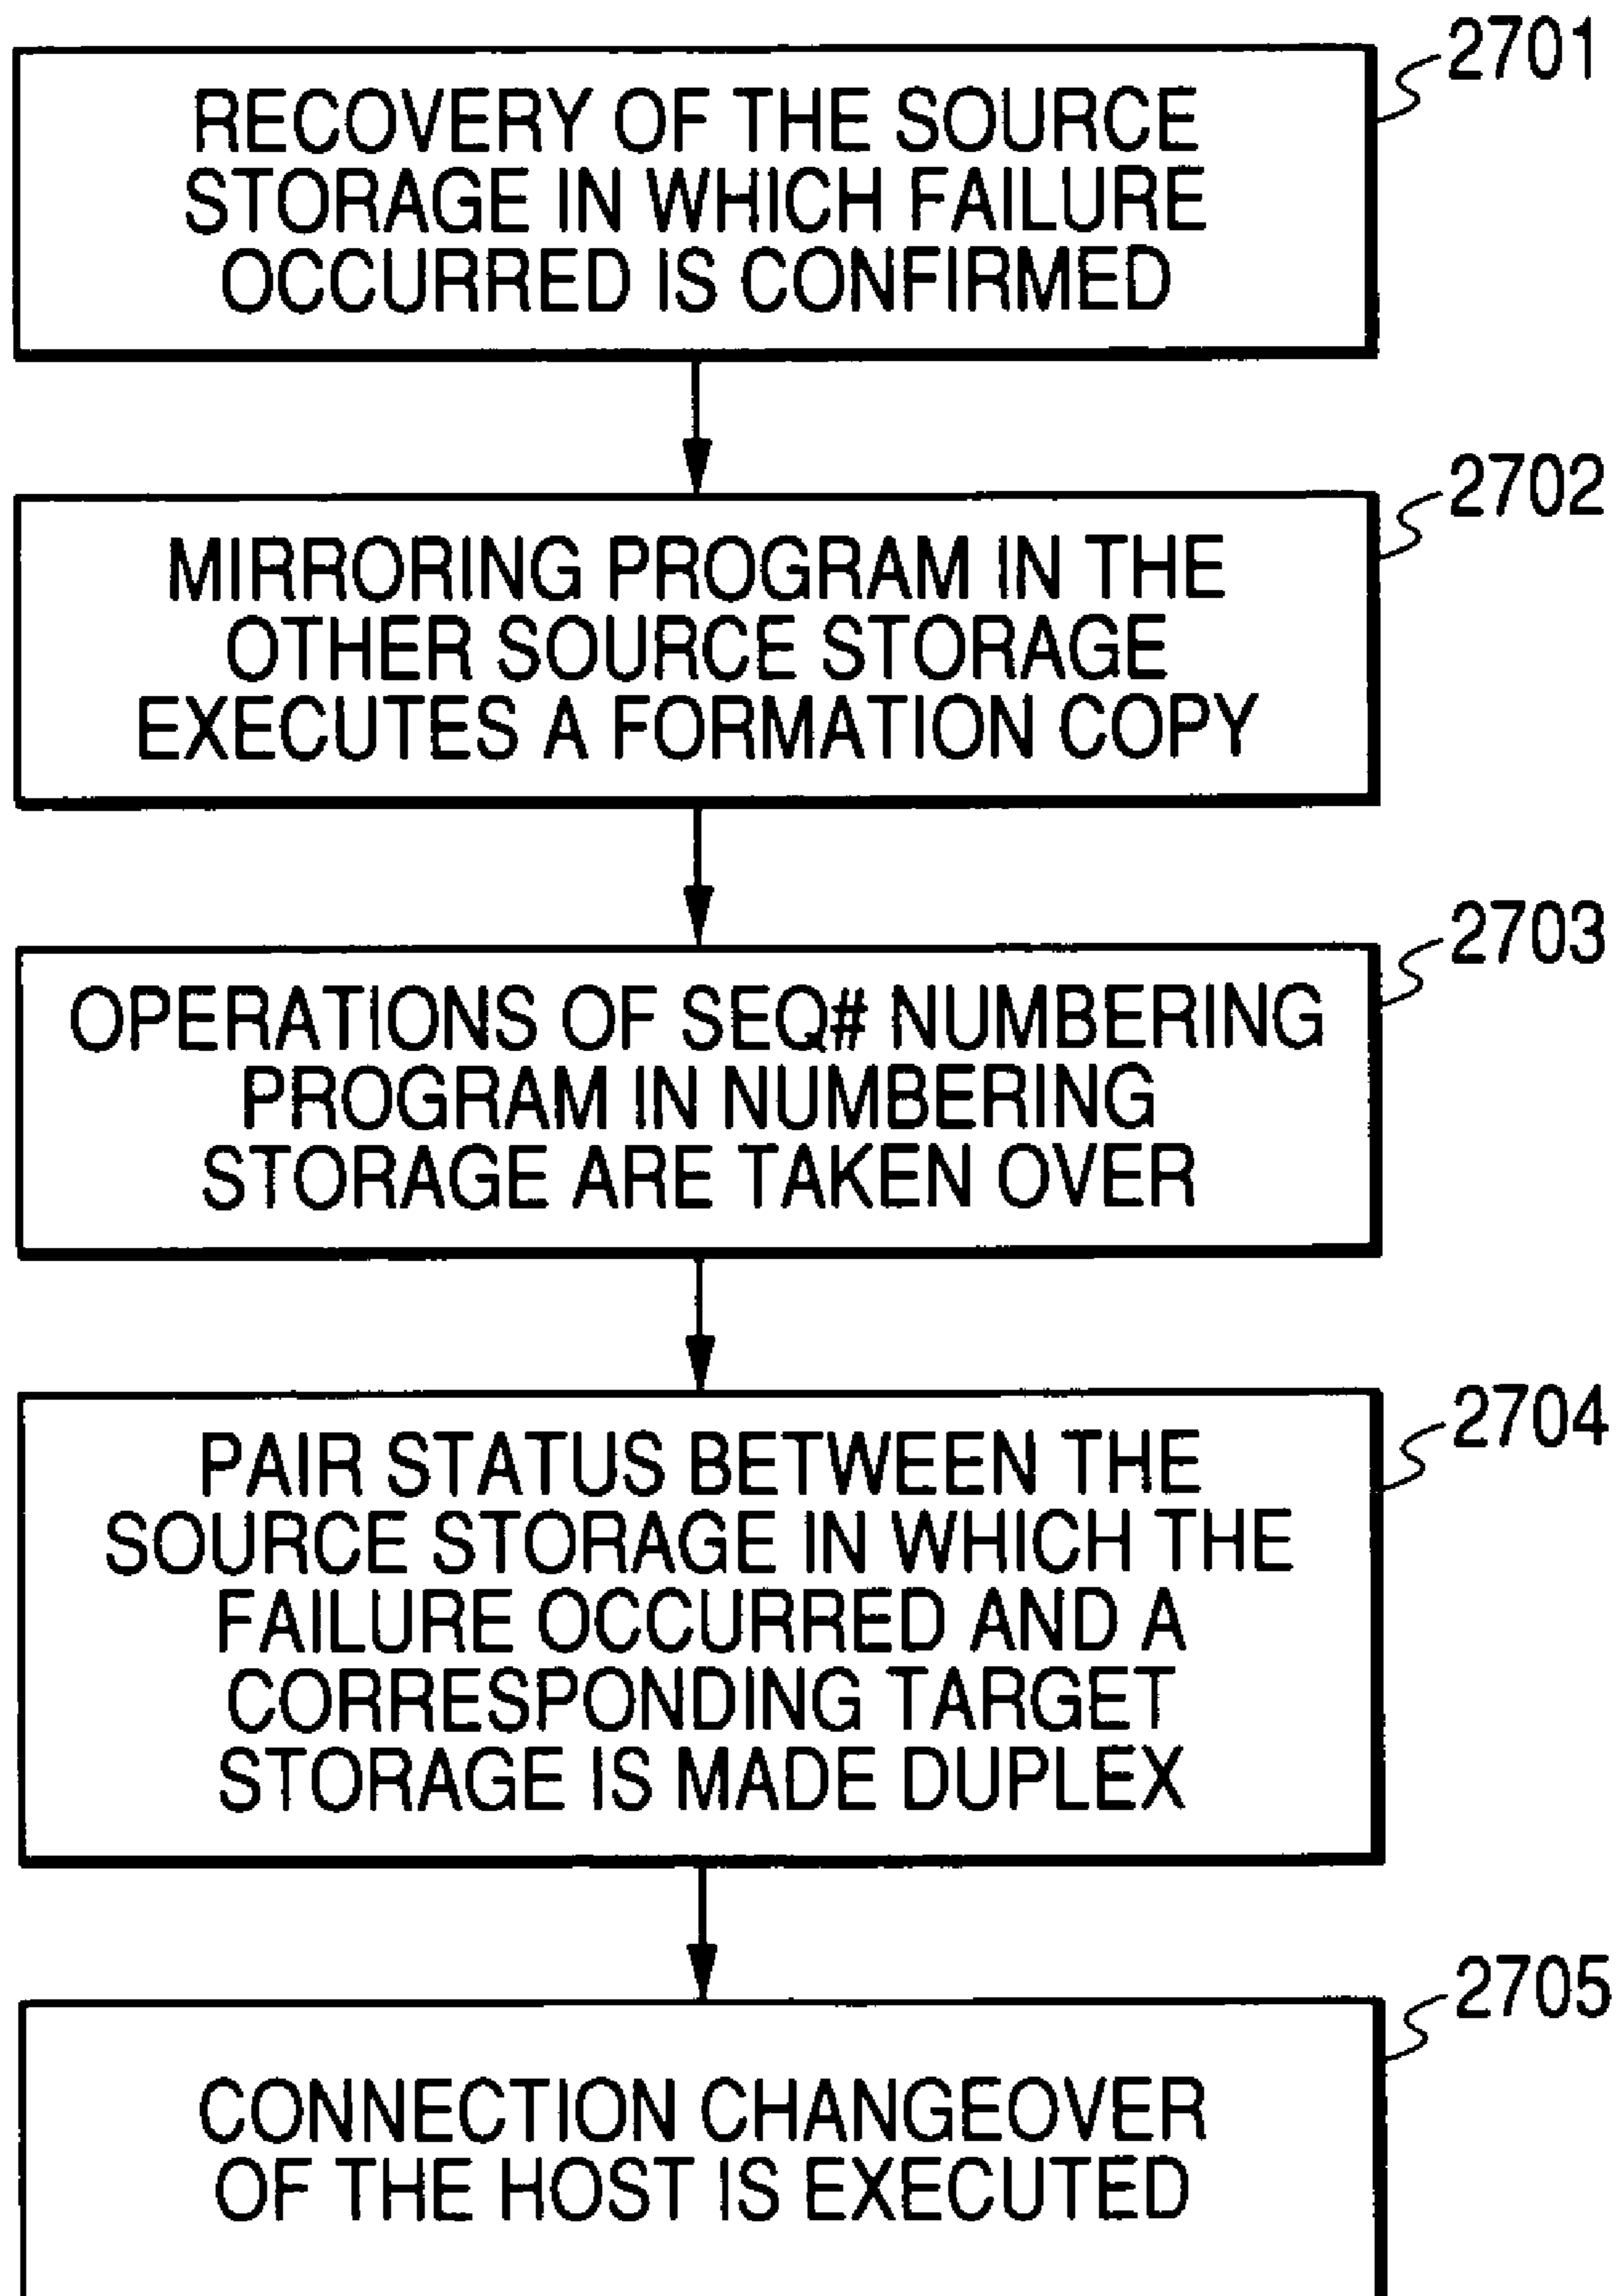 2701
RECOVERY OF THE SOURCE
STORAGE IN WHICH FAILURE
OCCURRED IS CONFIRMED
2702
MIRRORING PROGRAM IN THE
OTHER SOURCE STORAGE
EXECUTES A FORMATION COPY
2703
OPERATIONS OF SEQ# NUMBERING
PROGRAM IN NUMBERING
STORAGE ARE TAKEN OVER
2704
PAIR STATUS BETWEEN THE
SOURCE STORAGE IN WHICH THE
FAILURE OCCURRED AND A
CORRESPONDING TARGET
STORAGE IS MADE DUPLEX
2705
CONNECTION CHANGEOVER
OF THE HOST IS EXECUTED